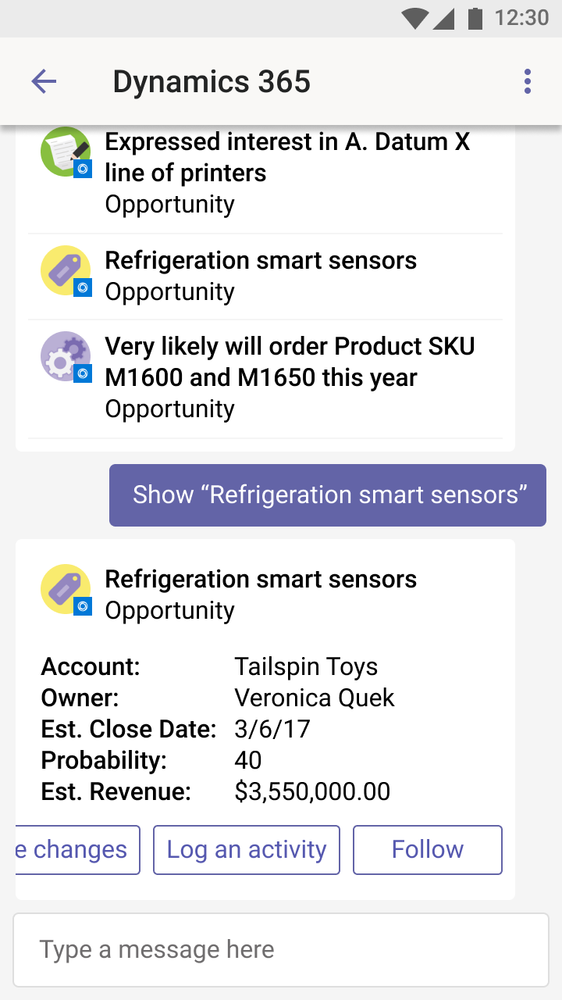 12:30
Dynamics 365
Expressed interest in A. Datum X
line of printers
Opportunity
Refrigeration smart sensors
Opportunity
Very likely will order Product SKU
M1600 and M1650 this year
Opportunity
Show “Refrigeration smart sensors”
Refrigeration smart sensors
Opportunity
Account: Tailspin Toys
Owner: Veronica Quek
Est. Close Date: 3/6/17
Probability: 40
Est. Revenue: $3,550,000.00
e changes Log an activity Follow
Type a message here